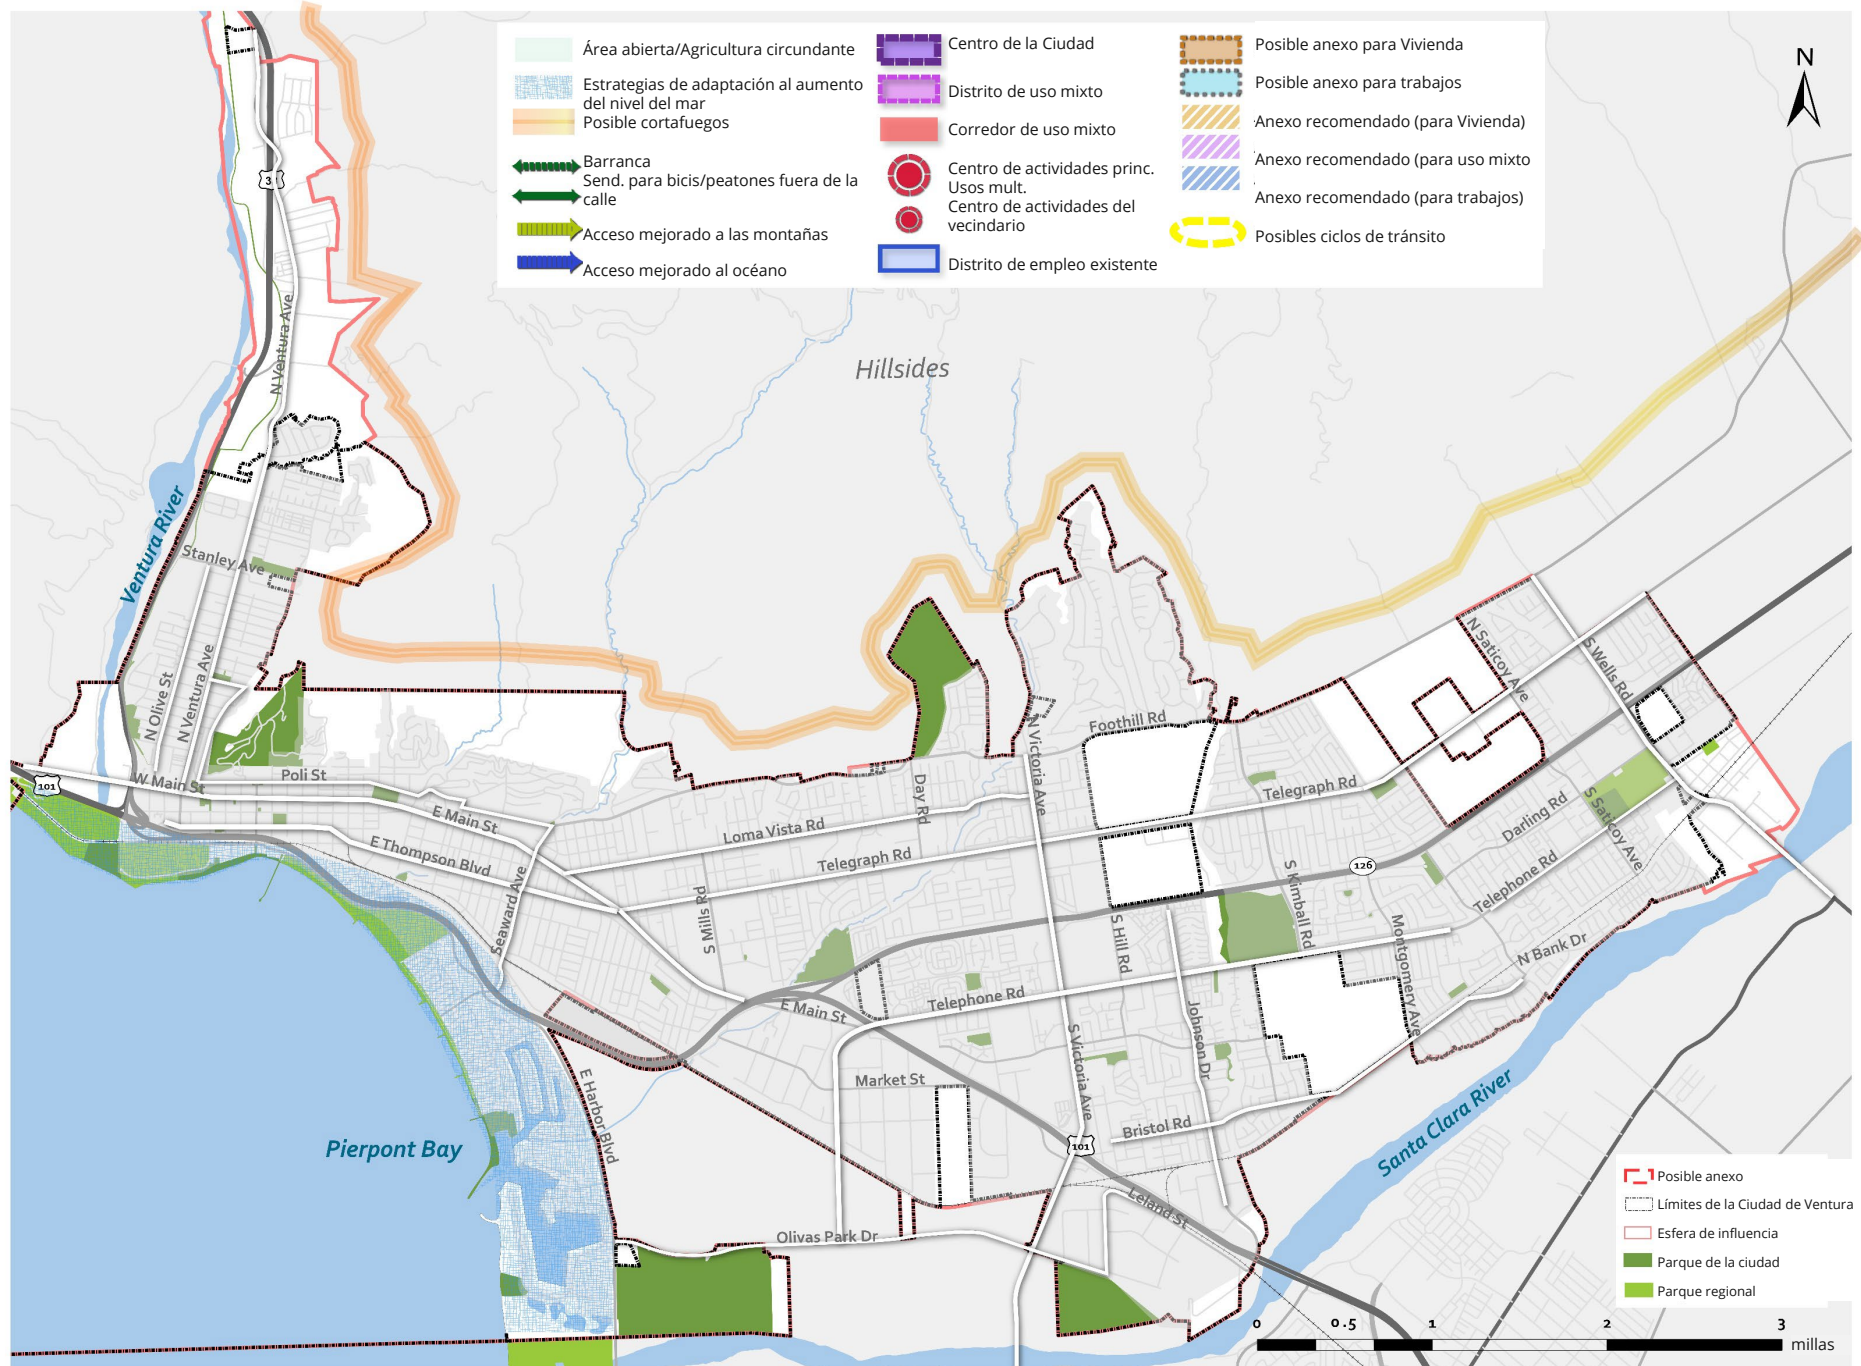 Área abierta/Agricultura circundante
Estrategias de adaptación al aumento
del nivel del mar
Posible cortafuegos
Barranca
Send. para bicis/peatones fuera de la
calle
Acceso mejorado a las montañas
Acceso mejorado al océano
Centro de la Ciudad
Distrito de uso mixto
Corredor de uso mixto
Centro de actividades princ.
Usos mult.
Centro de actividades del
vecindario
Distrito de empleo existente
Posible anexo para Vivienda
Posible anexo para trabajos
Anexo recomendado (para Vivienda)
Anexo recomendado (para uso mixto
Anexo recomendado (para trabajos)
Posibles ciclos de tránsito
N
N Ventura Ave
Hillsides
Ventura River
Stanley Ave
N Olive St
N Ventura Ave
W Main St
Poli St
101
E Main St
E Thompson Blvd
Seaward Ave
Loma Vista Rd
Day Rd
Telegraph Rd
S Mills Rd
N Victoria Ave
Foothill Rd
Telegraph Rd
N Saticoy Ave
S Wells Rd
126
Darling Rd
S Saticoy Ave
Telephone Rd
S Kimball Rd
S Hill Rd
Montgomery Ave
N Bank Dr
E Main St
Telephone Rd
Johnson Dr
S Victoria Ave
Market St
E Harbor Blvd
Bristol Rd
101
Pierpont Bay
Santa Clara River
Leland St
Olivas Park Dr
Posible anexo
Límites de la Ciudad de Ventura
Esfera de influencia
Parque de la ciudad
Parque regional
0 0.5 1 2 3
millas